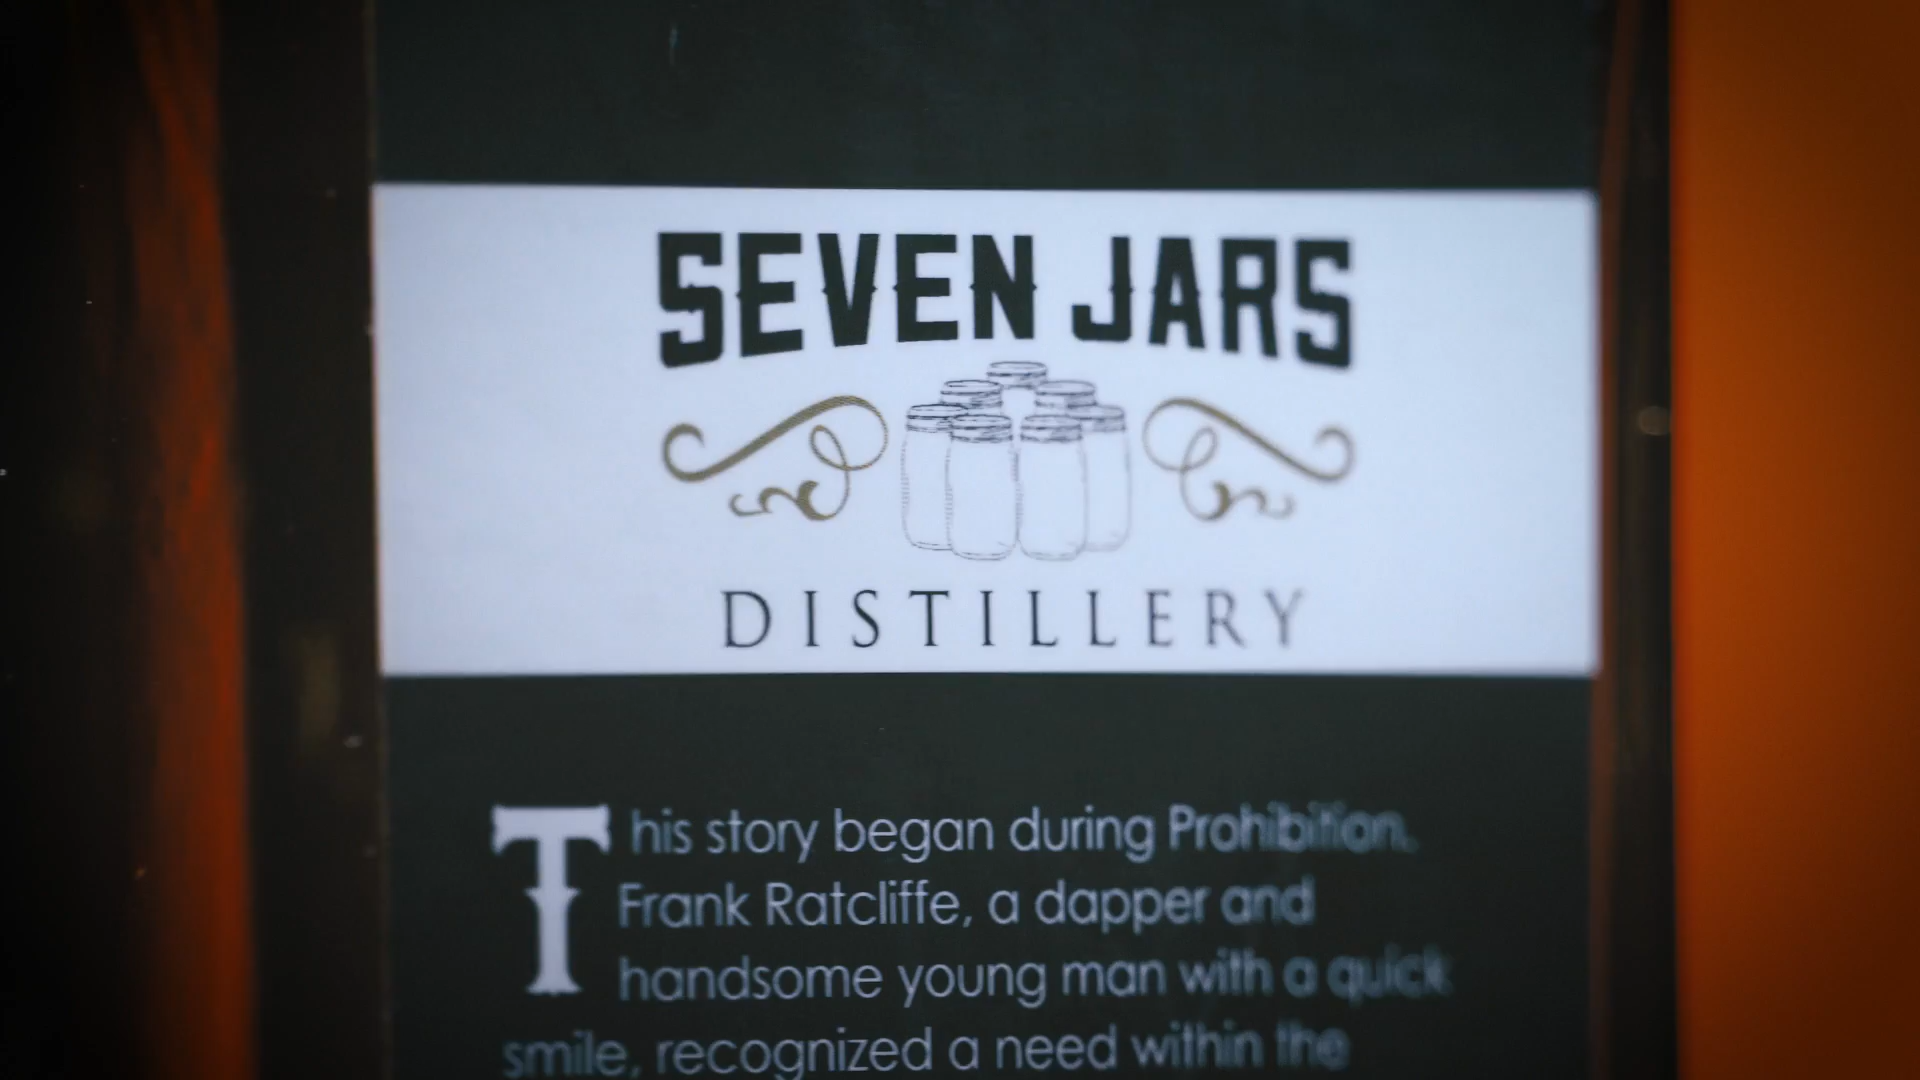 SEVEN JARS
DISTILLERY
This story began during Prohibition.
Frank Ratcliffe, a dapper and
handsome young man with a quick
smile, recognized a need within the